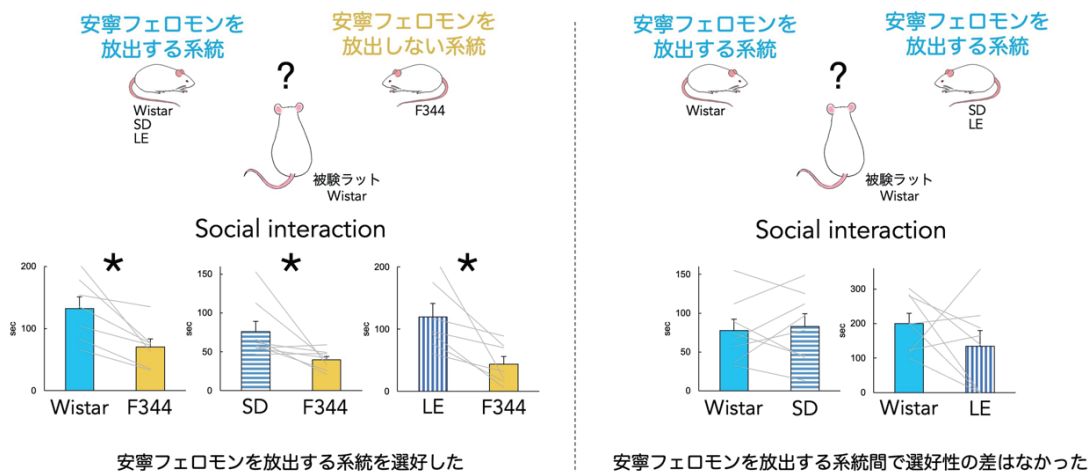 安寧フェロモンを
放出する系統
安寧フェロモンを
放出しない系統
?
Wistar
SD
LE
F344
被験ラット
Wistar
Social interaction
*
200
100
0
sec
Wistar
F344
*
150
100
50
0
sec
SD
F344
*
200
100
0
sec
LE
F344
安寧フェロモンを放出する系統を選好した
安寧フェロモンを
放出する系統
安寧フェロモンを
放出する系統
?
Wistar
SD
LE
被験ラット
Wistar
Social interaction
150
100
50
0
sec
Wistar
SD
300
200
100
0
sec
Wistar
LE
安寧フェロモンを放出する系統間で選好性の差はなかった